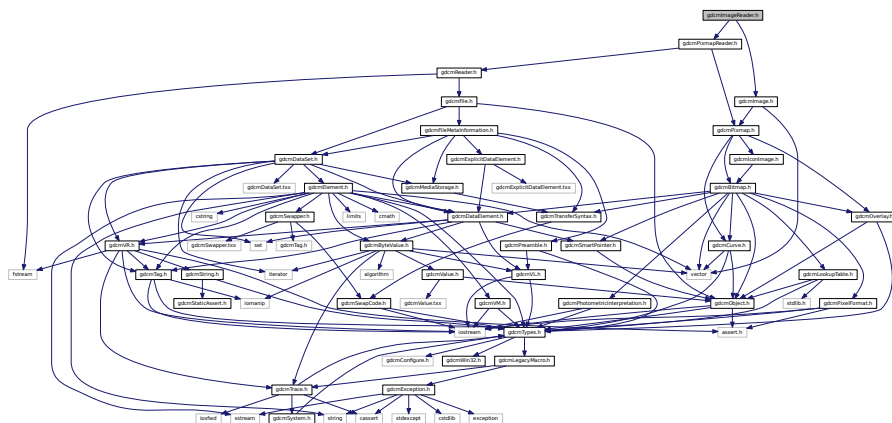 gdcmImageReader.h
gdcmPixmapReader.h
gdcmReader.h
gdcmFile.h
gdcmImage.h
gdcmFileMetaInformation.h
gdcmPixmap.h
gdcmDataSet.h
gdcmExplicitDataElement.h
gdcmIconImage.h
gdcmDataSet.txx
gdcmElement.h
gdcmMediaStorage.h
gdcmExplicitDataElement.txx
gdcmBitmap.h
cstring
gdcmSwapper.h
limits
cmath
gdcmDataElement.h
gdcmTransferSyntax.h
gdcmOverlay.h
gdcmVR.h
gdcmSwapper.txx
set
gdcmTag.h
gdcmByteValue.h
gdcmPreamble.h
gdcmSmartPointer.h
gdcmCurve.h
fstream
gdcmTag.h
gdcmString.h
iterator
algorithm
gdcmValue.h
gdcmVL.h
vector
gdcmLookupTable.h
gdcmStaticAssert.h
iomanip
gdcmSwapCode.h
gdcmValue.txx
gdcmVM.h
gdcmPhotometricInterpretation.h
gdcmObject.h
stdlib.h
gdcmPixelFormat.h
iostream
gdcmTypes.h
assert.h
gdcmConfigure.h
gdcmWin32.h
gdcmLegacyMacro.h
gdcmTrace.h
gdcmException.h
iosfwd
sstream
gdcmSystem.h
string
cassert
stdexcept
cstdlib
exception